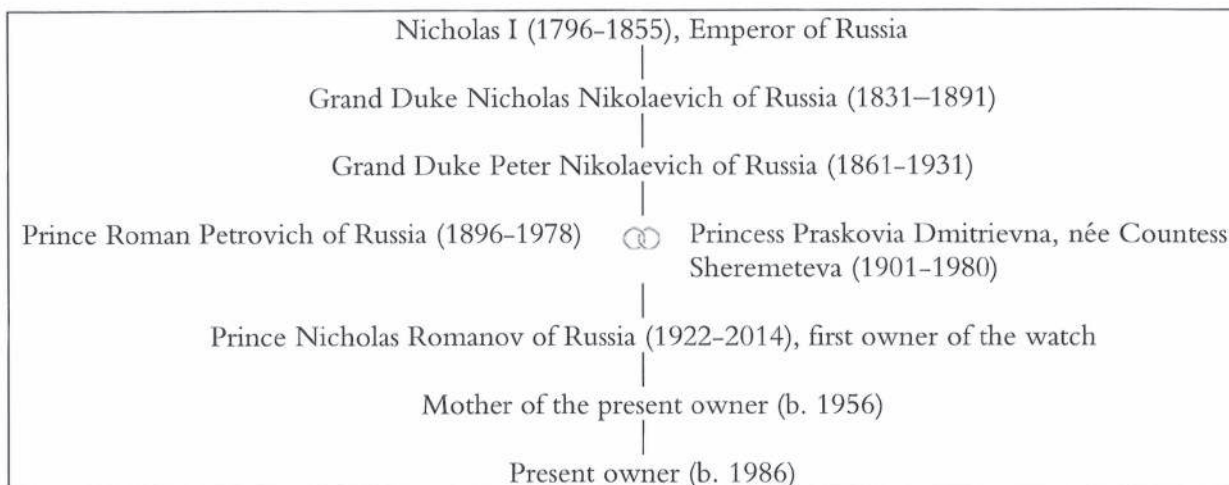 Nicholas I (1796-1855), Emperor of Russia
Grand Duke Nicholas Nikolaevich of Russia (1831–1891)
Grand Duke Peter Nikolaevich of Russia (1861-1931)
Prince Roman Petrovich of Russia (1896-1978)
Princess Praskovia Dmitrievna, née Countess
Sheremeteva (1901-1980)
Prince Nicholas Romanov of Russia (1922-2014), first owner of the watch
Mother of the present owner (b. 1956)
Present owner (b. 1986)